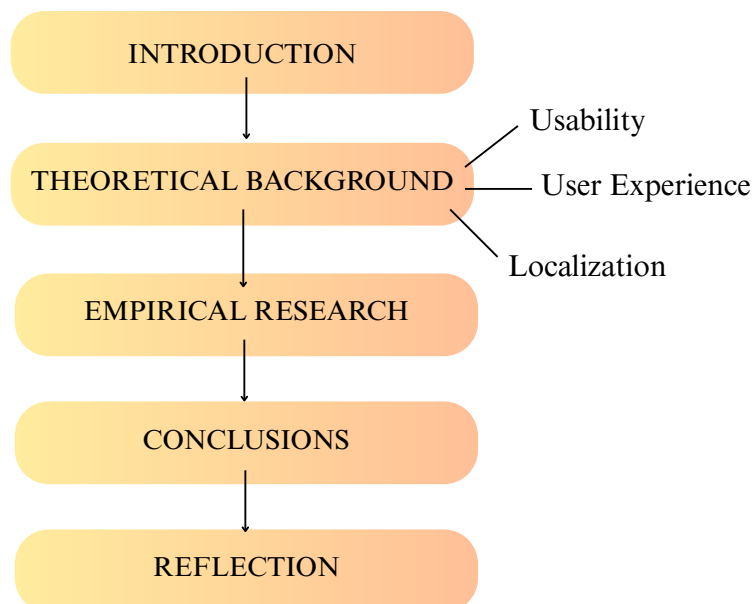 INTRODUCTION
Usability
THEORETICAL BACKGROUND
User Experience
Localization
EMPIRICAL RESEARCH
CONCLUSIONS
REFLECTION